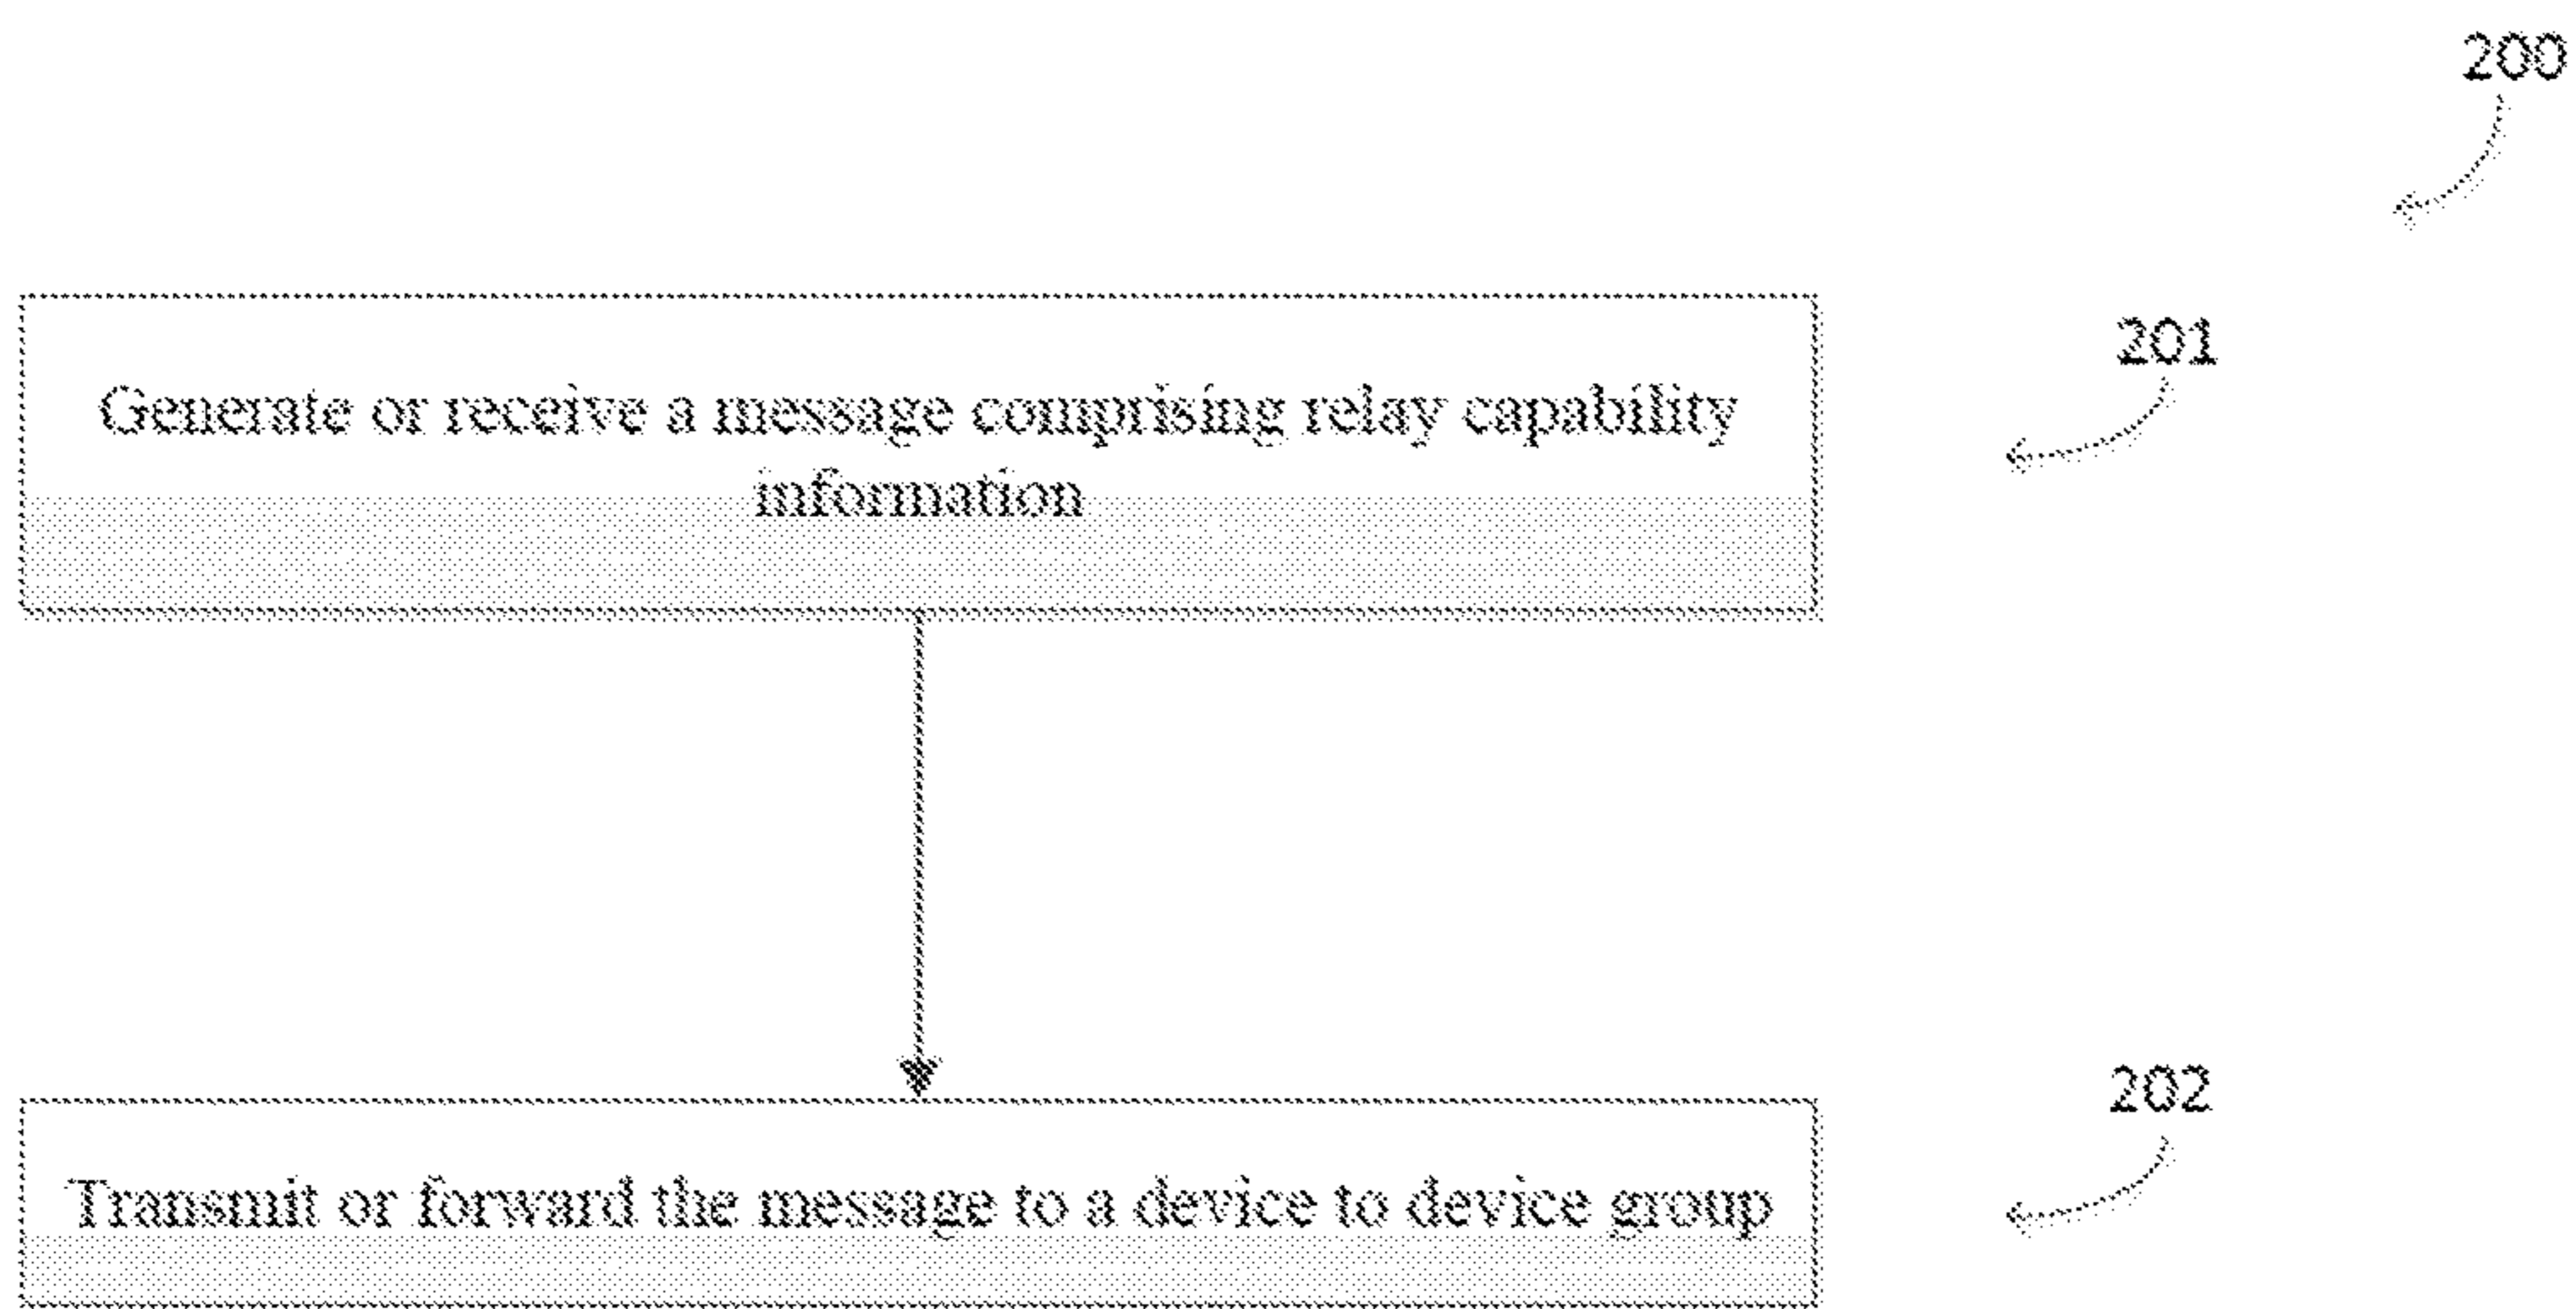 200
201
Generate or receive a message comprising relay capability
information
202
Transmit or forward the message to a device to device group